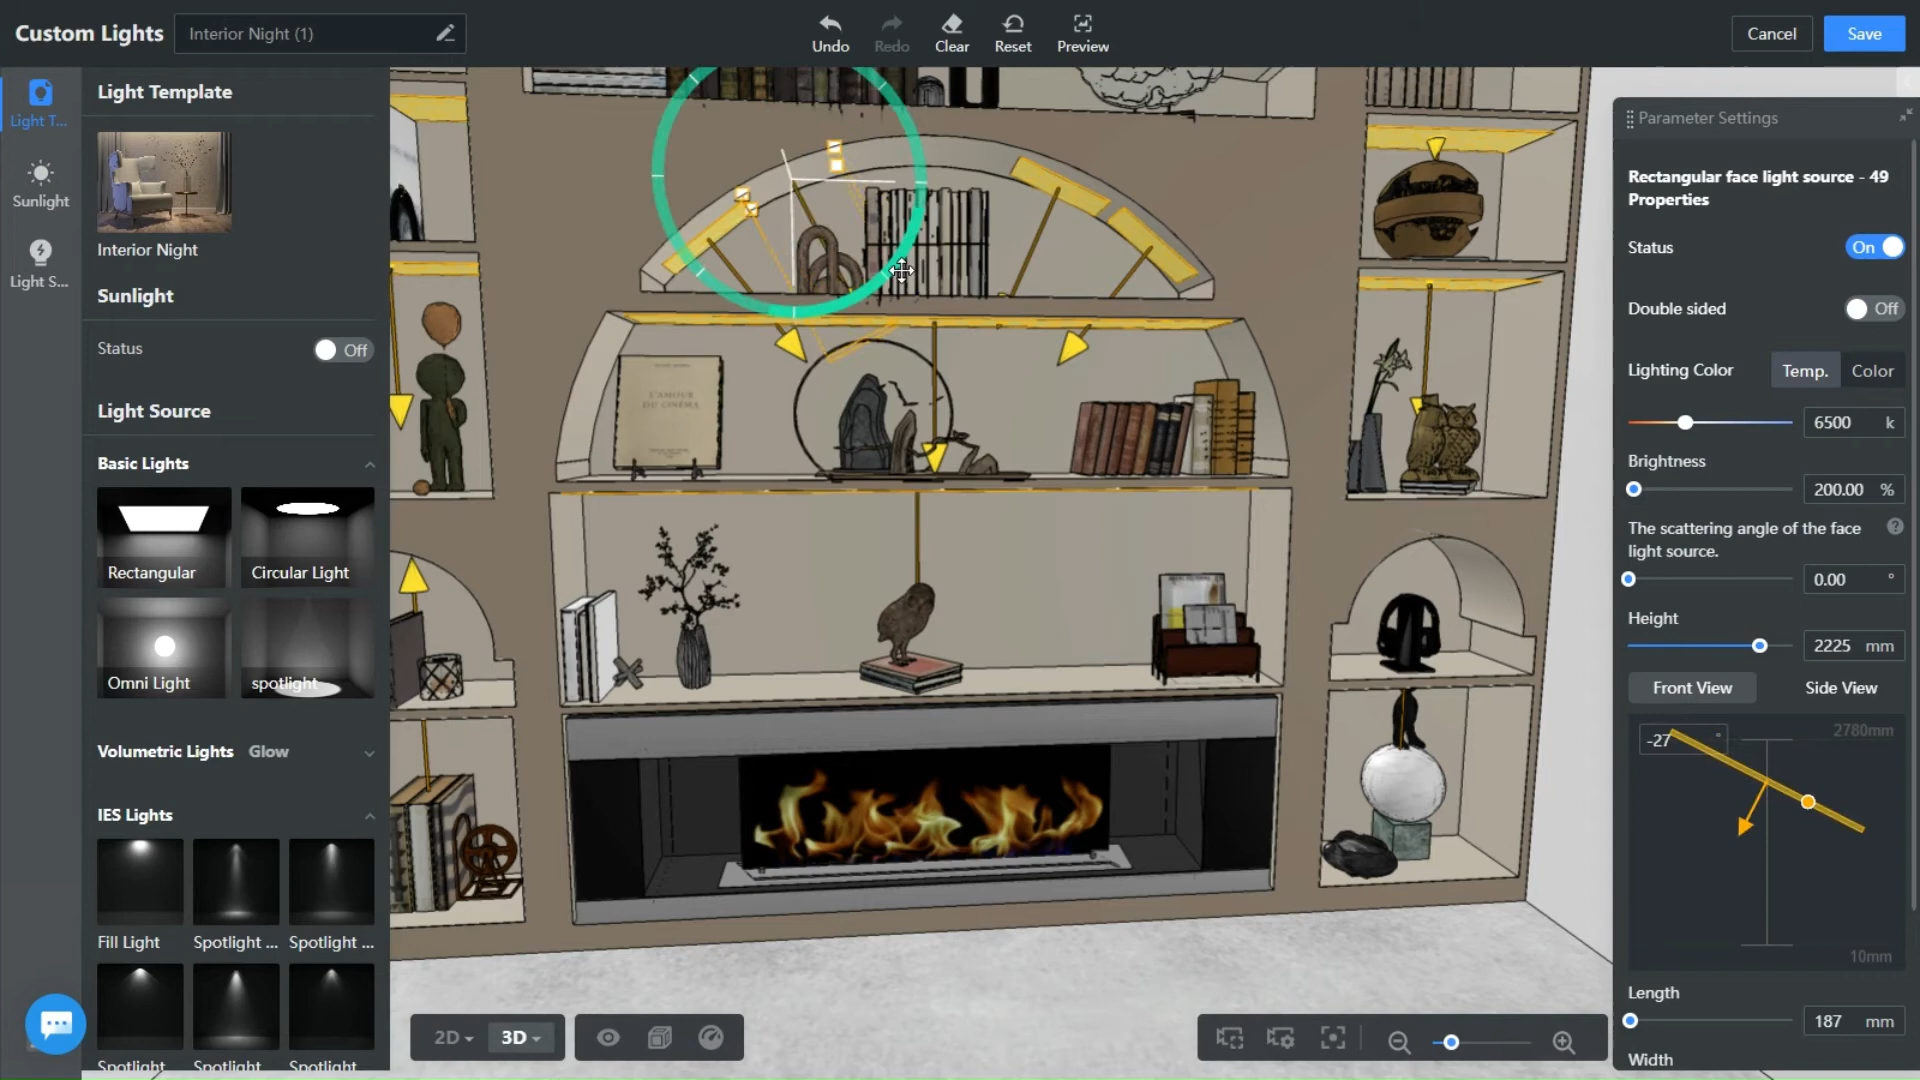 Custom Lights
Interior Night (1)
Undo
Redo
Clear
Reset
Preview
Cancel
Save
Light T...
Sunlight
Light S...
Light Template
Interior Night
Sunlight
Status
Off
Light Source
Basic Lights
Rectangular
Circular Light
Omni Light
spotlight
Volumetric Lights Glow
IES Lights
Fill Light
Spotlight ...
Spotlight ...
Spotlight
Spotlight
Spotlight
L'AMOUR
DU CINÉMA
2D
3D
Parameter Settings
Rectangular face light source - 49
Properties
Status
On
Double sided
Off
Lighting Color
Temp.
Color
6500 k
Brightness
200.00 %
The scattering angle of the face
light source.
0.00 °
Height
2225 mm
Front View
Side View
-27 °
2780mm
10mm
Length
187 mm
Width